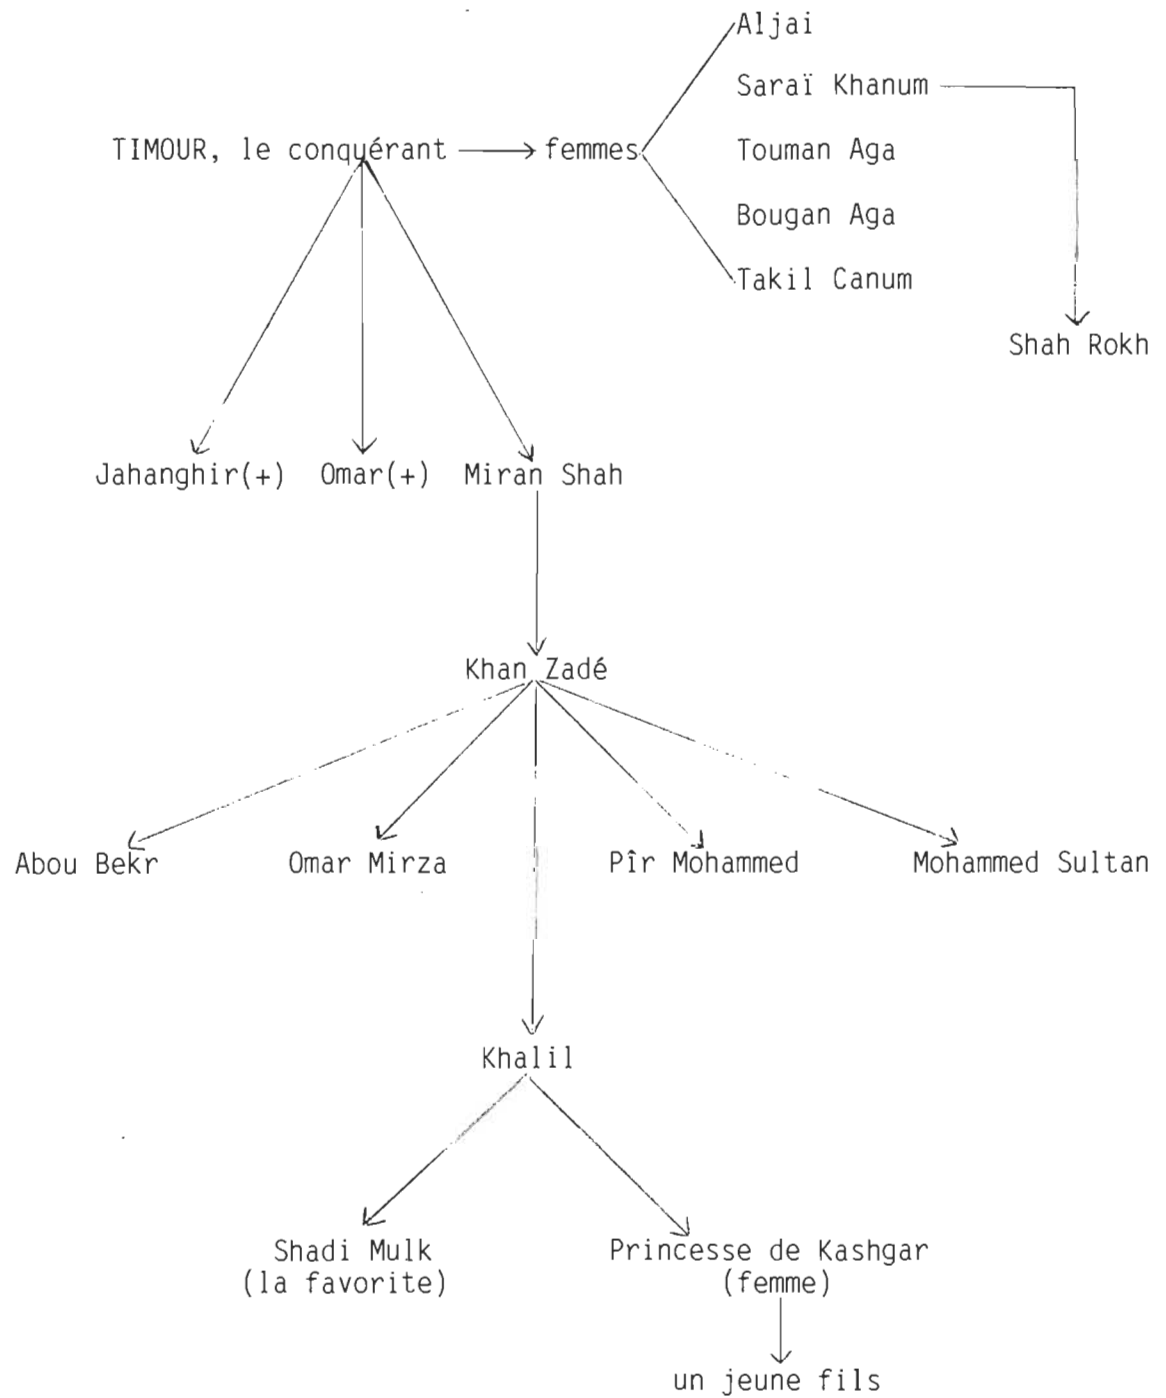 Aljai
Saraï Khanum
TIMOUR, le conquérant femmes Touman Aga
Bougan Aga
Takil Canum
Shah Rokh
Jahanghir(+) Omar(+) Miran Shah
Khan Zadé
Abou Bekr Omar Mirza Pîr Mohammed Mohammed Sultan
Khalil
Shadi Mulk Princesse de Kashgar
(la favorite) (femme)
un jeune fils